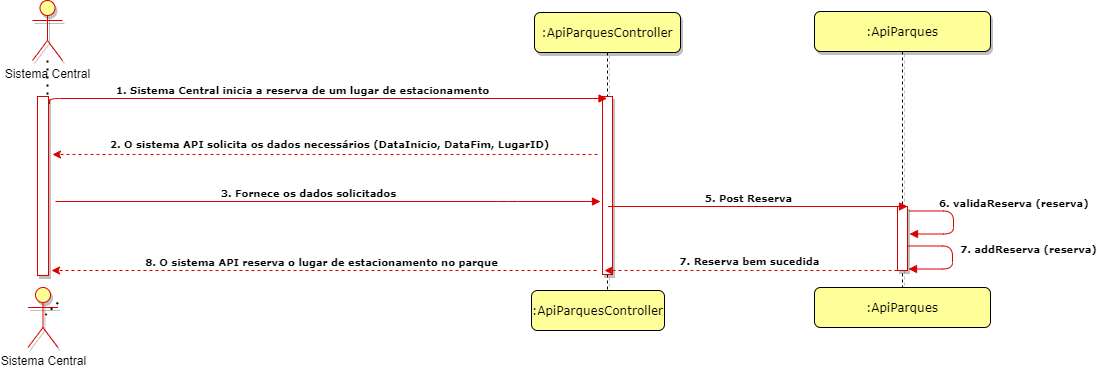 Sistema Central
:ApiParquesController
:ApiParques
1. Sistema Central inicia a reserva de um lugar de estacionamento
2. O sistema API solicita os dados necessários (DataInicio, DataFim, LugarID)
3. Fornece os dados solicitados
5. Post Reserva
6. validaReserva (reserva)
7. addReserva (reserva)
7. Reserva bem sucedida
8. O sistema API reserva o lugar de estacionamento no parque
Sistema Central
:ApiParquesController
:ApiParques